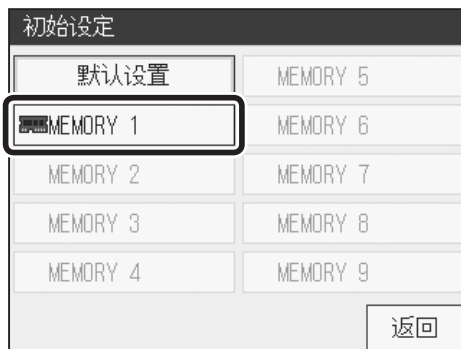 初始设定
默认设置
MEMORY 5
MEMORY 1
MEMORY 6
MEMORY 2
MEMORY 7
MEMORY 3
MEMORY 8
MEMORY 4
MEMORY 9
返回